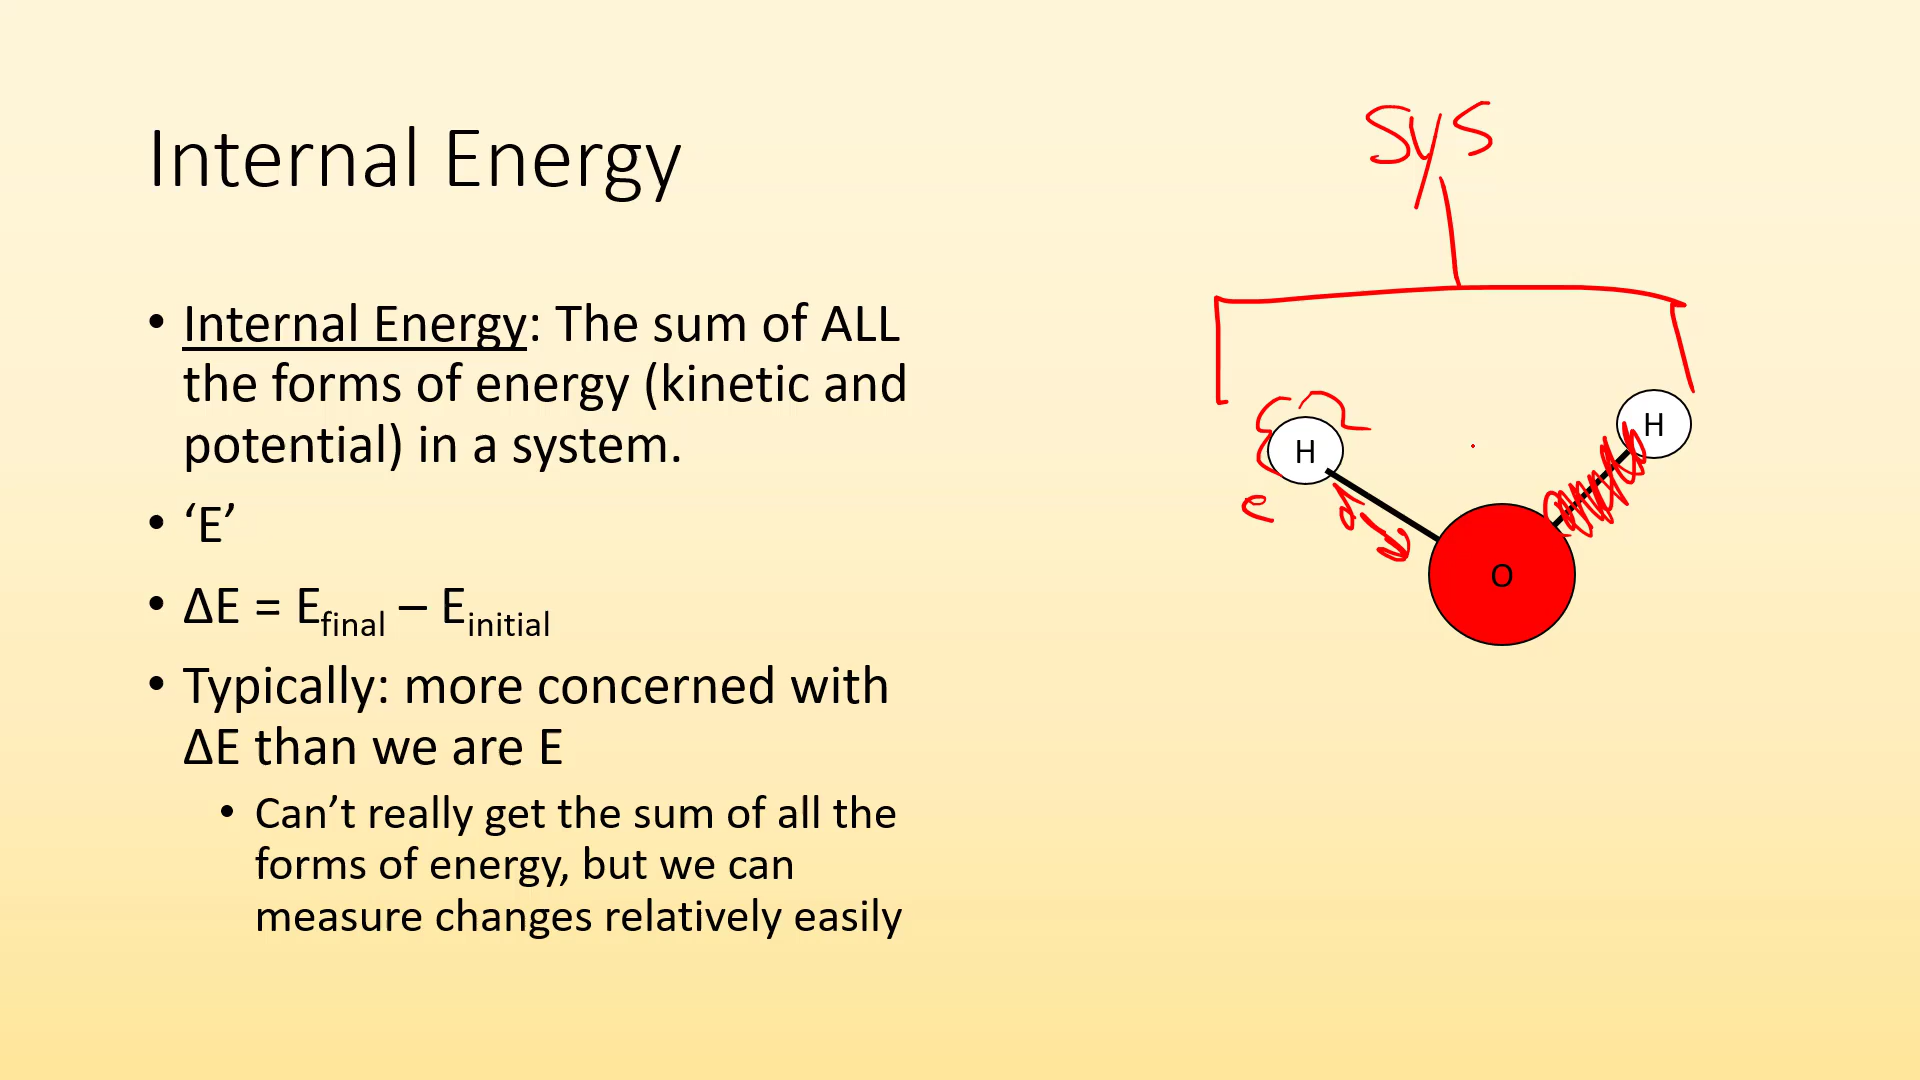 Internal Energy
• Internal Energy: The sum of ALL
the forms of energy (kinetic and
potential) in a system.
• ‘E’
• ΔE = Efinal – Einitial
• Typically: more concerned with
ΔE than we are E
• Can’t really get the sum of all the
forms of energy, but we can
measure changes relatively easily
sys
H
H
e
O